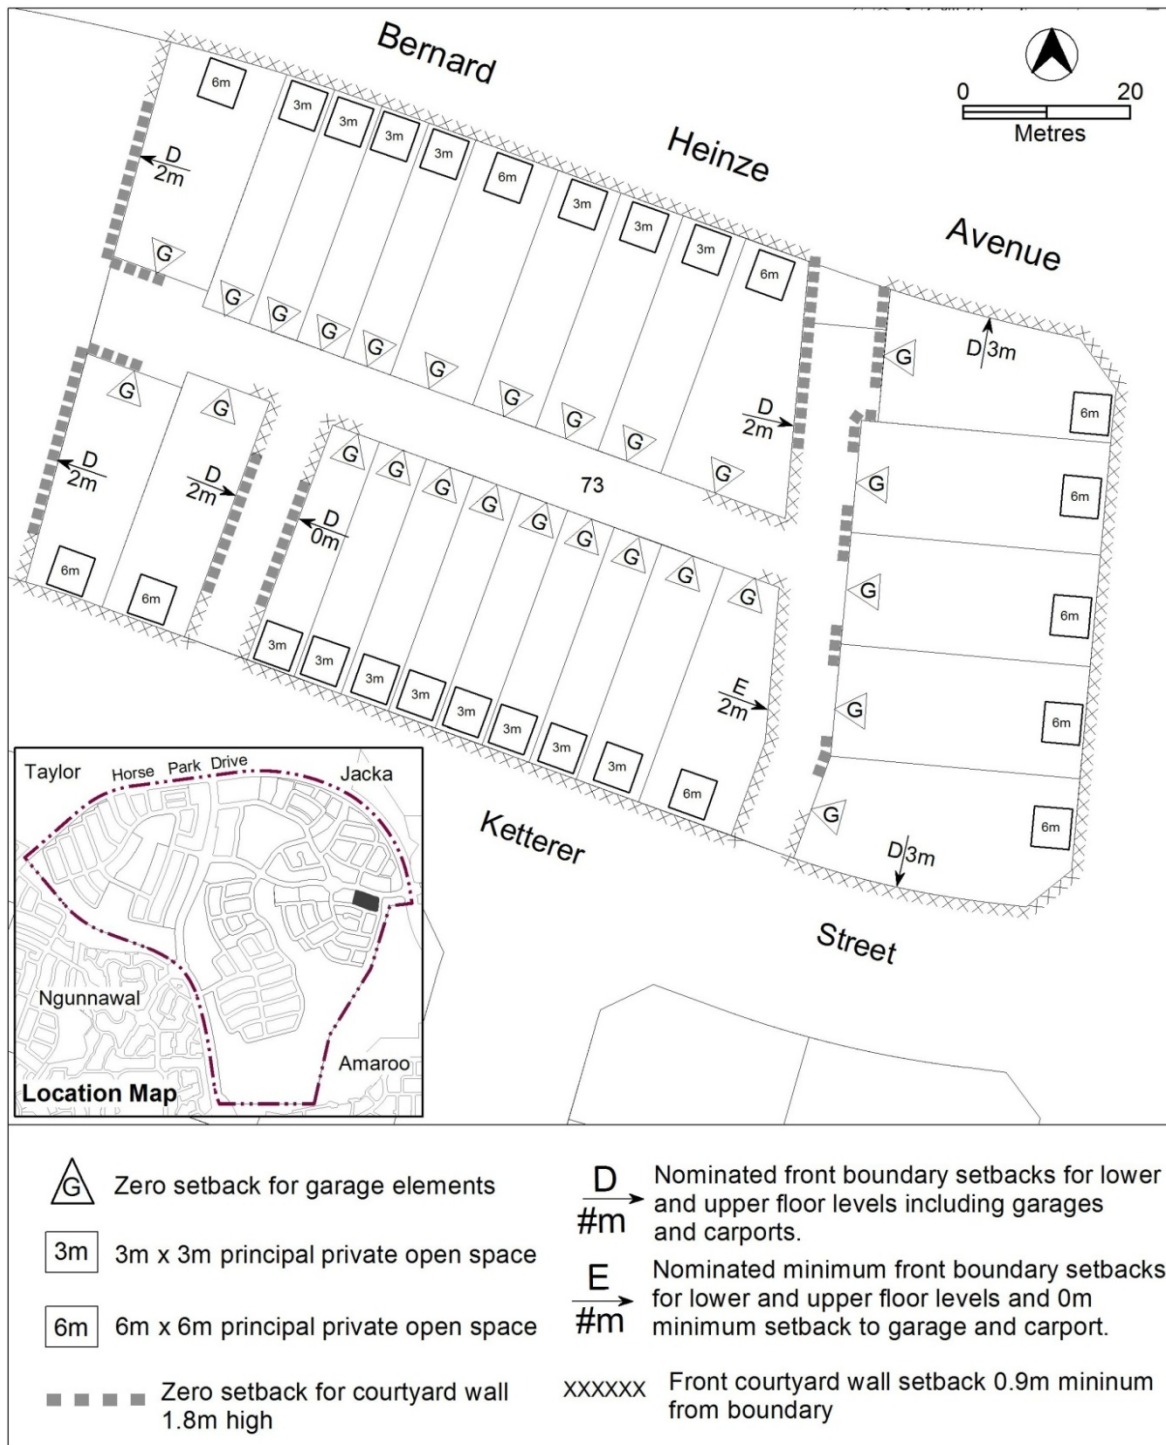 Bernard
Heinze
Avenue
0 20
Metres
6m
3m
3m
3m
3m
6m
3m
3m
3m
6m
D
2m
G
G
G
G
G
G
G
G
G
G
D
2m
D 3m
G
6m
G
6m
G
6m
G
6m
G
6m
D 3m
73
G
G
D
2m
D
2m
6m
6m
G
G
G
G
G
G
G
G
G
D
0m
E
2m
3m
3m
3m
3m
3m
3m
3m
3m
6m
Ketterer
Street
Taylor
Horse Park Drive
Jacka
Ngunnawal
Amaroo
Location Map
G Zero setback for garage elements
3m 3m x 3m principal private open space
6m 6m x 6m principal private open space
Zero setback for courtyard wall
1.8m high
D
#m
Nominated front boundary setbacks for lower
and upper floor levels including garages
and carports.
E
#m
Nominated minimum front boundary setbacks
for lower and upper floor levels and 0m
minimum setback to garage and carport.
XXXXXX Front courtyard wall setback 0.9m mininum
from boundary